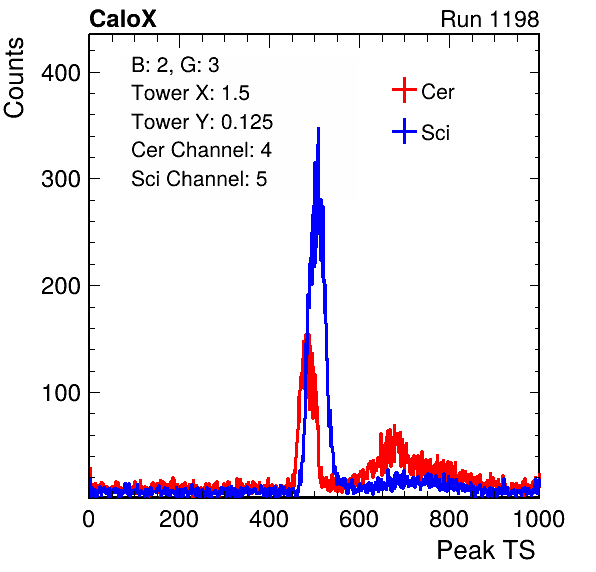 CaloX
Run 1198
Counts
B: 2, G: 3
Tower X: 1.5
Tower Y: 0.125
Cer Channel: 4
Sci Channel: 5
Cer
Sci
400
300
200
100
0 200 400 600 800 1000
Peak TS